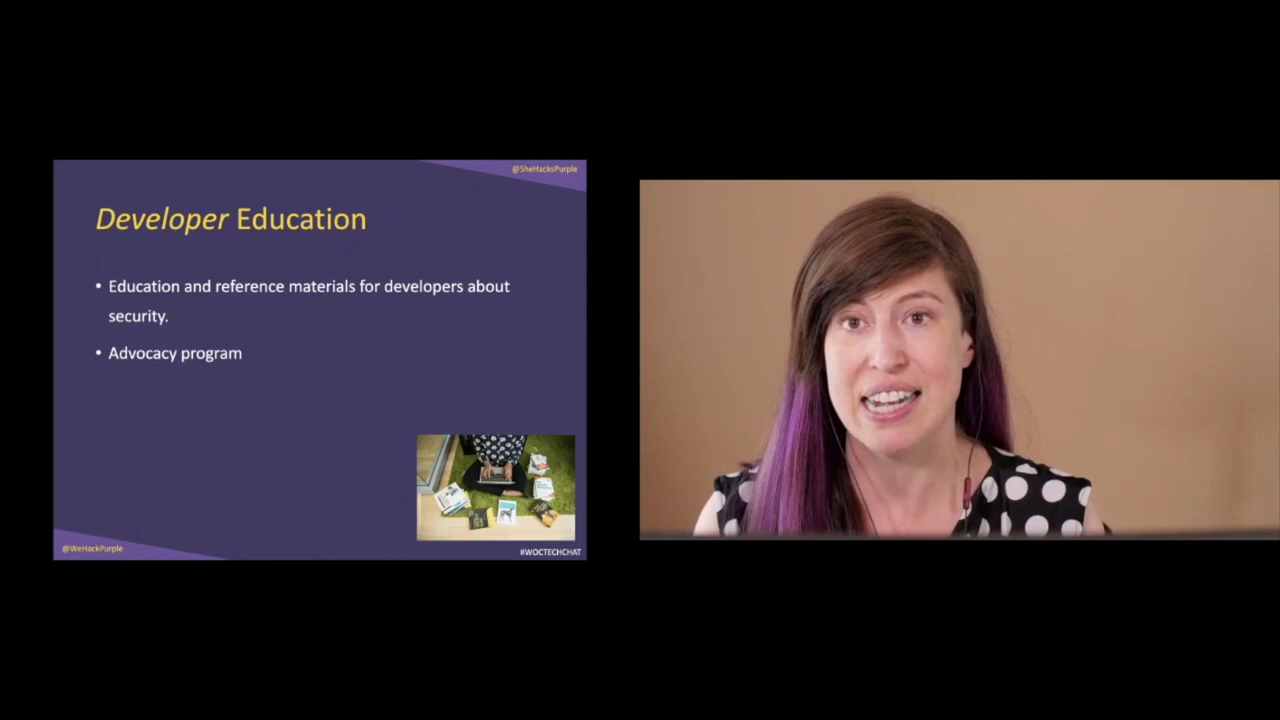 @SheHacksPurple
Developer Education
• Education and reference materials for developers about
security.
• Advocacy program
@WeHackPurple
#WOCTECHCHAT